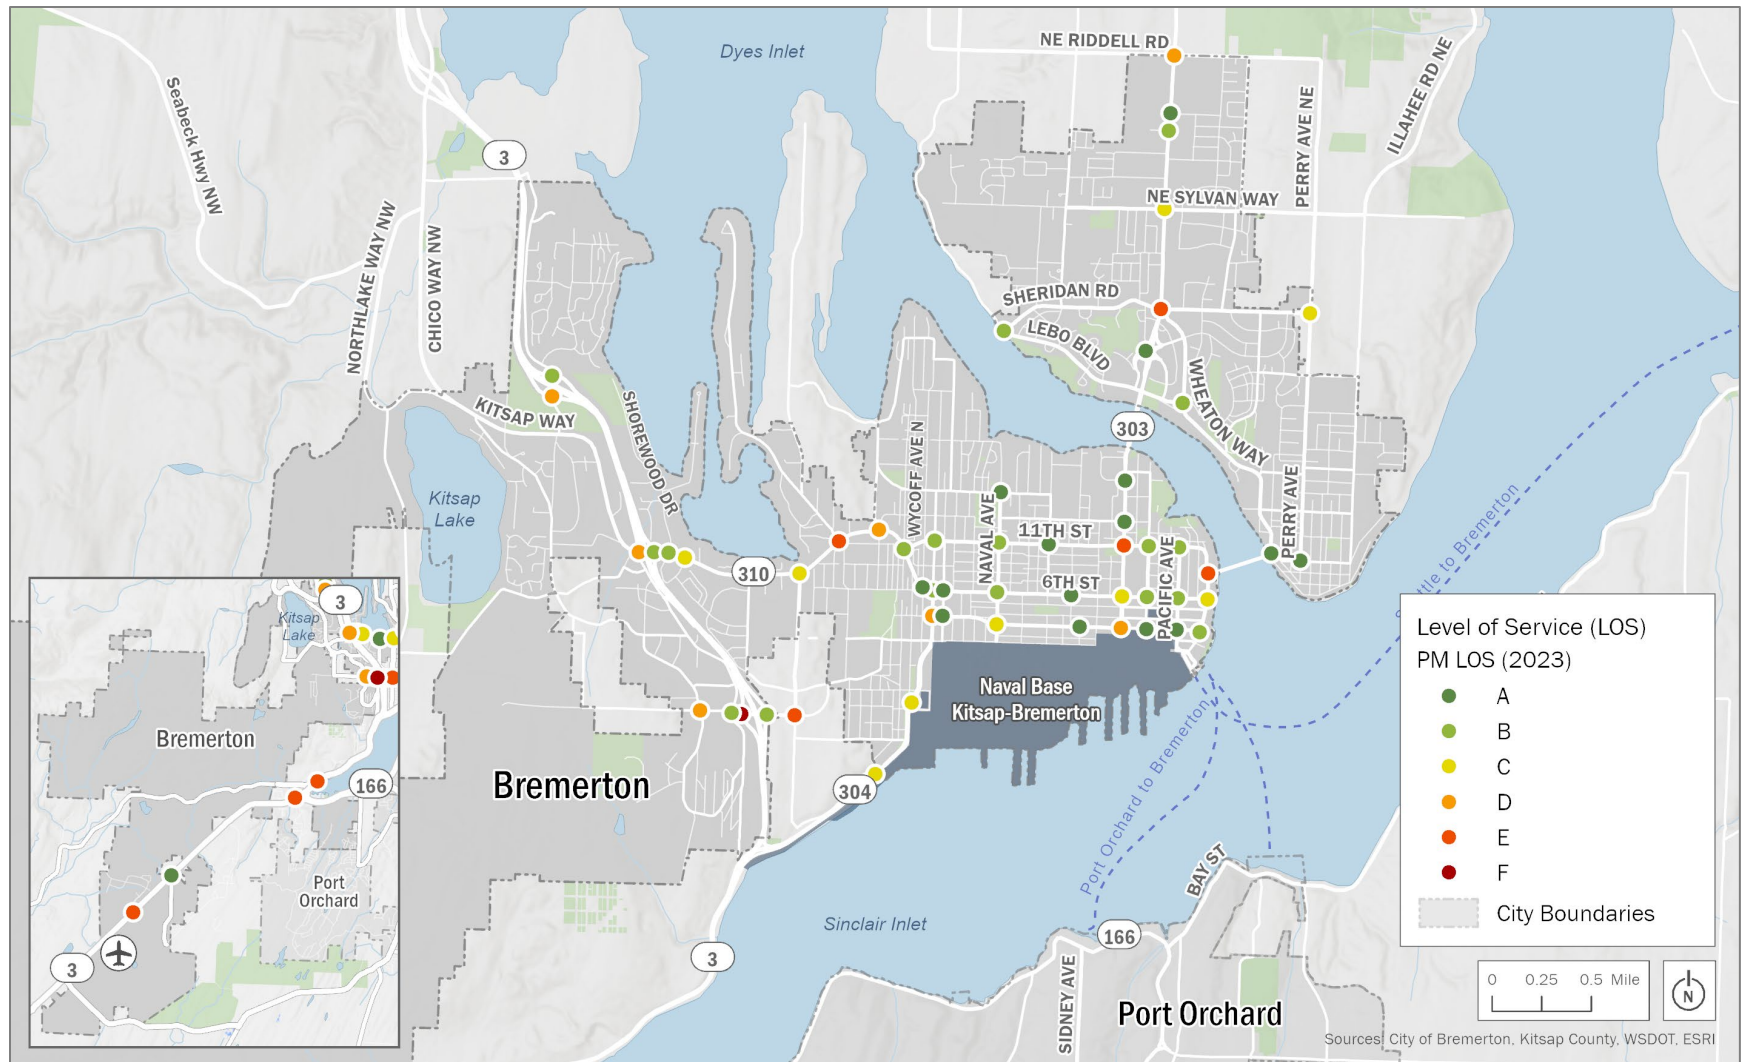 Dyes Inlet
NE RIDDELL RD
Seabeck Hwy NW
3
PERRY AVE NE
ILLAHEE RD NE
NE SYLVAN WAY
NORTHLAKE WAY NW
CHICO WAY NW
SHERIDAN RD
LEBO BLVD
KITSAP WAY
SHOREWOOD DR
WHEATON WAY
303
WYCOFF AVE N
Kitsap
Lake
NAVAL AVE
11TH ST
PERRY AVE
PACIFIC AVE
310
6TH ST
Seattle to Bremerton
Naval Base
Kitsap-Bremerton
Bremerton
304
Port Orchard to Bremerton
Sinclair Inlet
BAY ST
166
3
SIDNEY AVE
Port Orchard
3
Kitsap
Lake
Bremerton
166
Port
Orchard
3
Level of Service (LOS)
PM LOS (2023)
A
B
C
D
E
F
City Boundaries
0 0.25 0.5 Mile
N
Sources: City of Bremerton, Kitsap County, WSDOT, ESRI